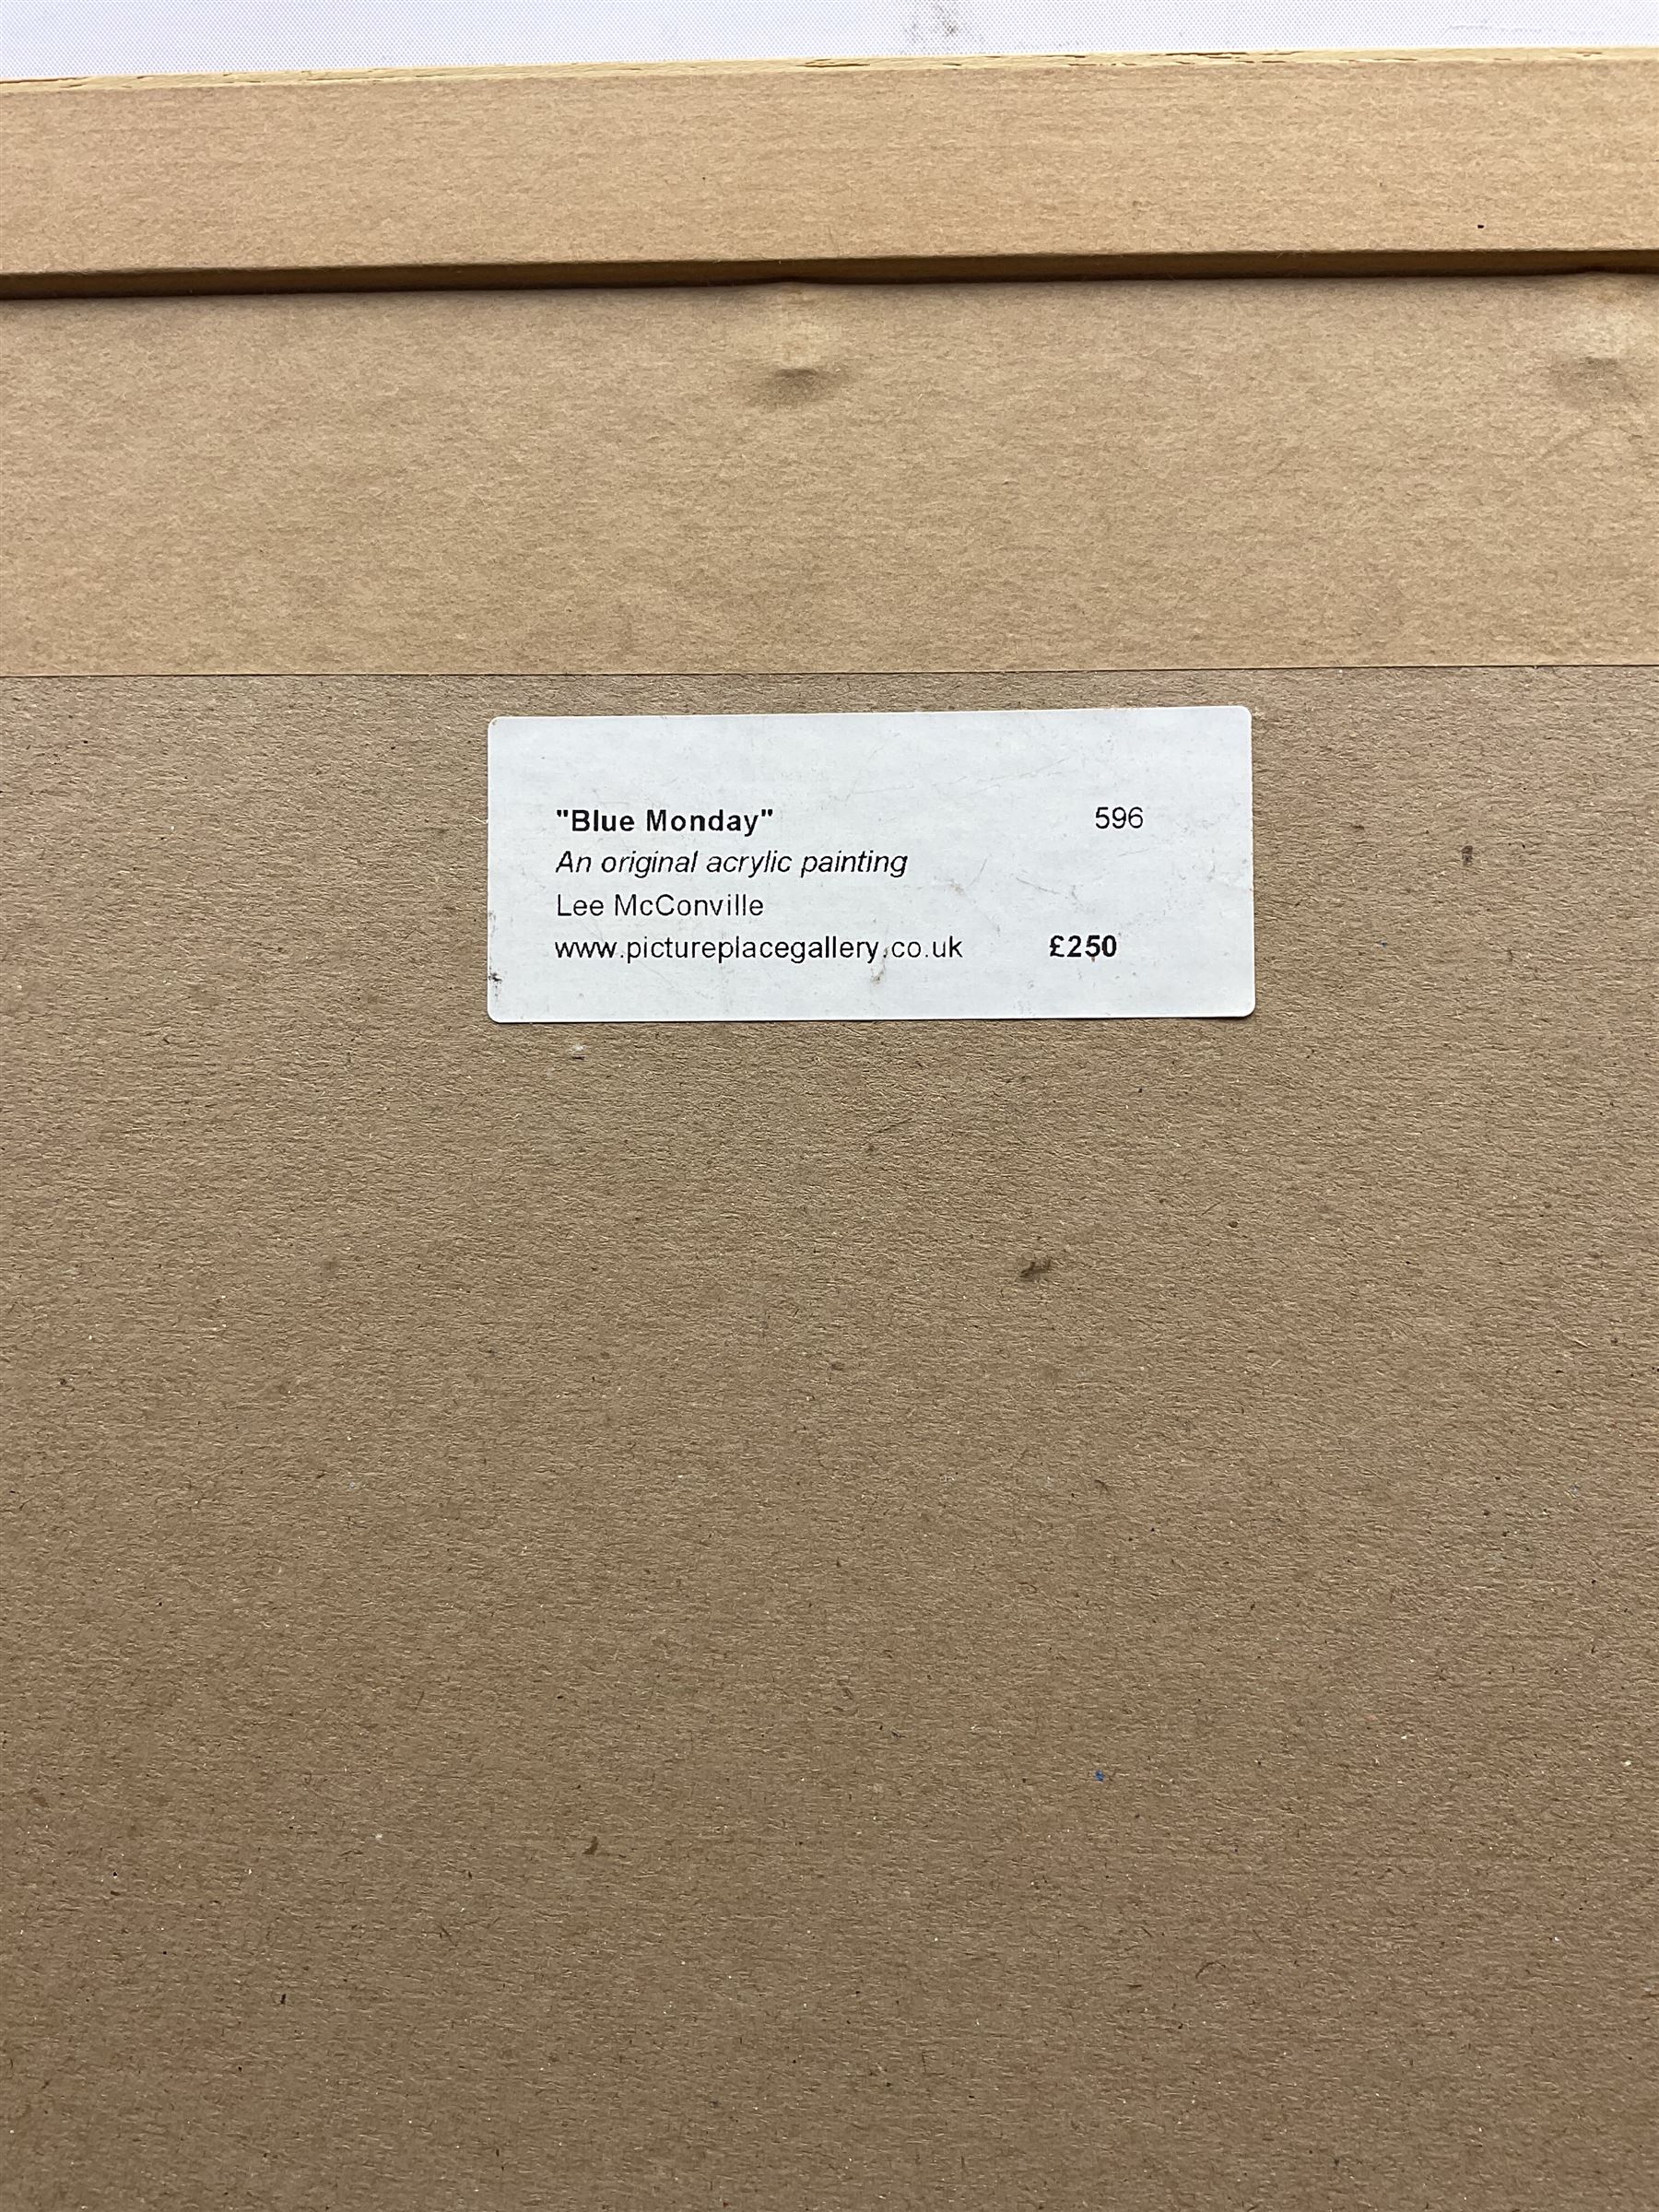 "Blue Monday" 596
An original acrylic painting
Lee McConville
www.pictureplacegallery.co.uk £250